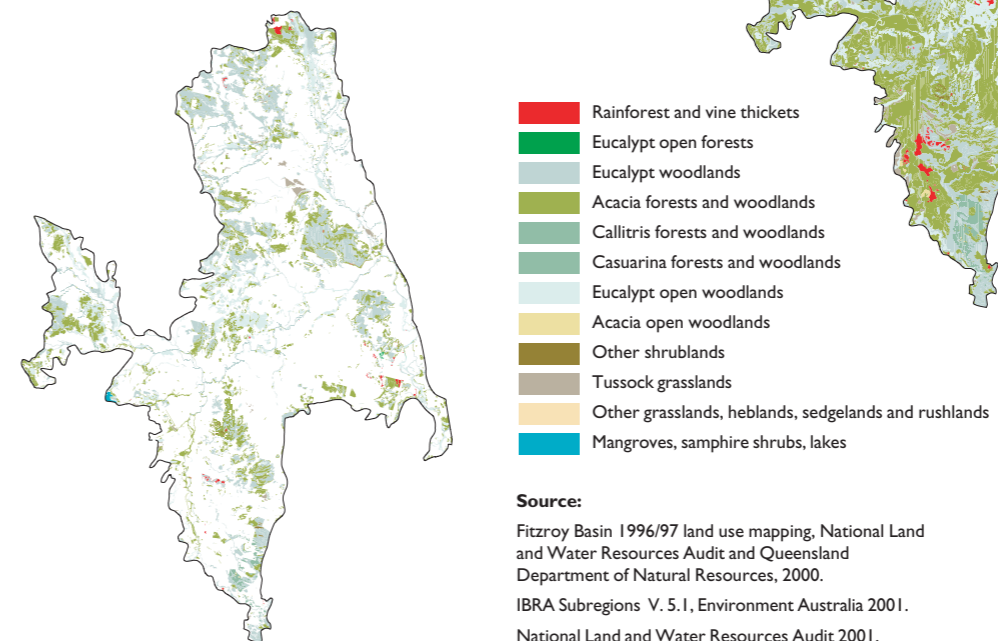 Rainforest and vine thickets
Eucalypt open forests
Eucalypt woodlands
Acacia forests and woodlands
Callitris forests and woodlands
Casuarina forests and woodlands
Eucalypt open woodlands
Acacia open woodlands
Other shrublands
Tussock grasslands
Other grasslands, heblands, sedgelands and rushlands
Mangroves, samphire shrubs, lakes
Source:
Fitzroy Basin 1996/97 land use mapping, National Land
and Water Resources Audit and Queensland
Department of Natural Resources, 2000.
IBRA Subregions V. 5.1, Environment Australia 2001.
National Land and Water Resources Audit 2001.